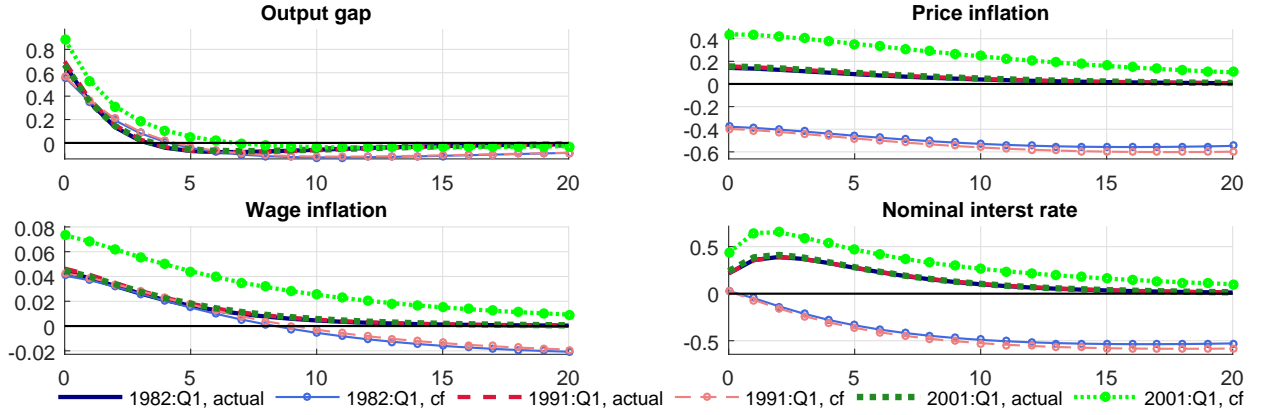 Output gap
0.8
0.6
0.4
0.2
0
0 5 10 15 20
Price inflation
0.4
0.2
0
-0.2
-0.4
-0.6
0 5 10 15 20
Wage inflation
0.08
0.06
0.04
0.02
0
-0.02
0 5 10 15 20
Nominal interst rate
0.5
0
-0.5
0 5 10 15 20
1982:Q1, actual 1982:Q1, cf 1991:Q1, actual 1991:Q1, cf 2001:Q1, actual 2001:Q1, cf